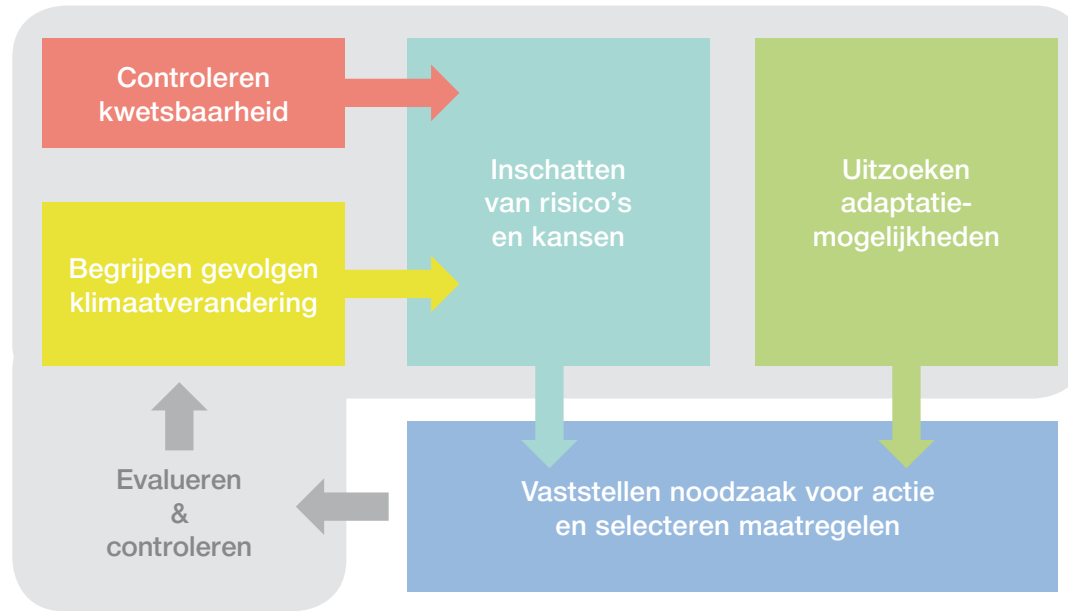 Controleren
kwetsbaarheid
Begrijpen gevolgen
klimaatverandering
Inschatten
van risico's
en kansen
Uitzoeken
adaptatie-
mogelijkheden
Vaststellen noodzaak voor actie
en selecteren maatregelen
Evalueren
&
controleren